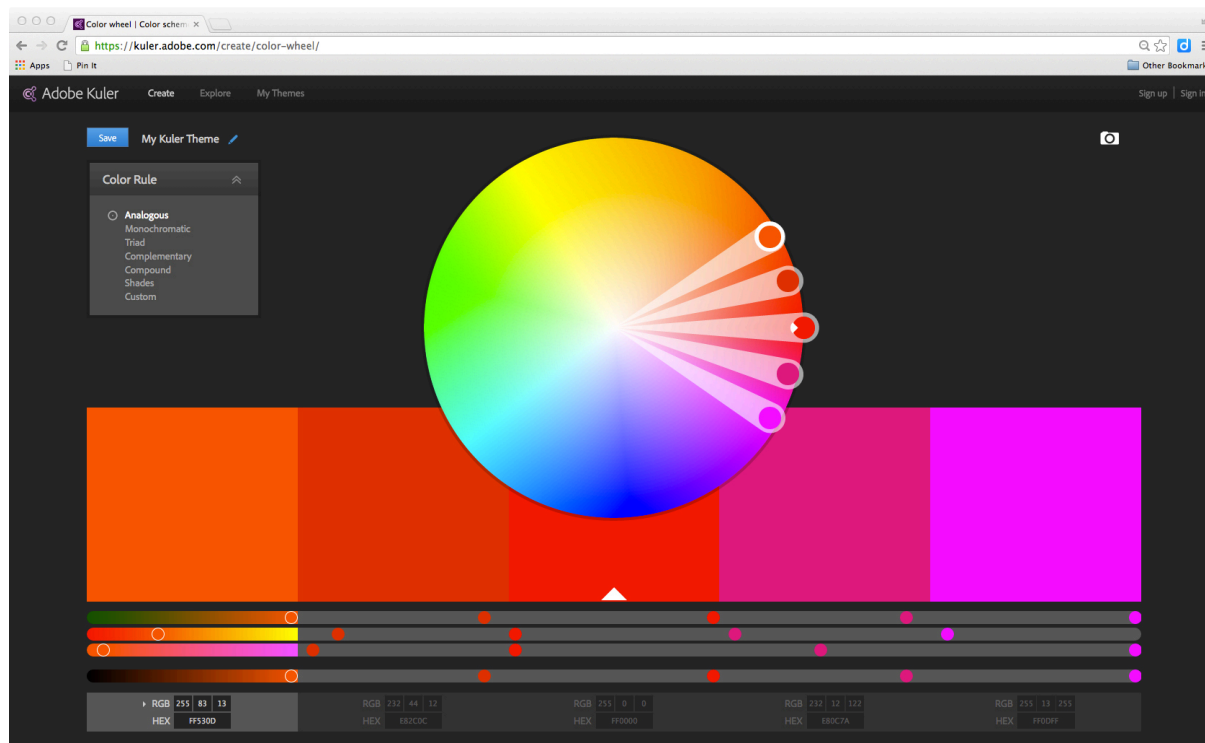 Color wheel | Color schem
https://kuler.adobe.com/create/color-wheel/
Apps Pin It Other Bookmark
Adobe Kuler Create Explore My Themes Sign up | Sign in
Save My Kuler Theme
Color Rule
Analogous
Monochromatic
Triad
Complementary
Compound
Shades
Custom
RGB 255 83 13 RGB 232 44 12 RGB 255 0 0 RGB 232 12 122 RGB 255 13 255
HEX FF530D HEX E82C0C HEX FF0000 HEX E80C7A HEX FF0DFF